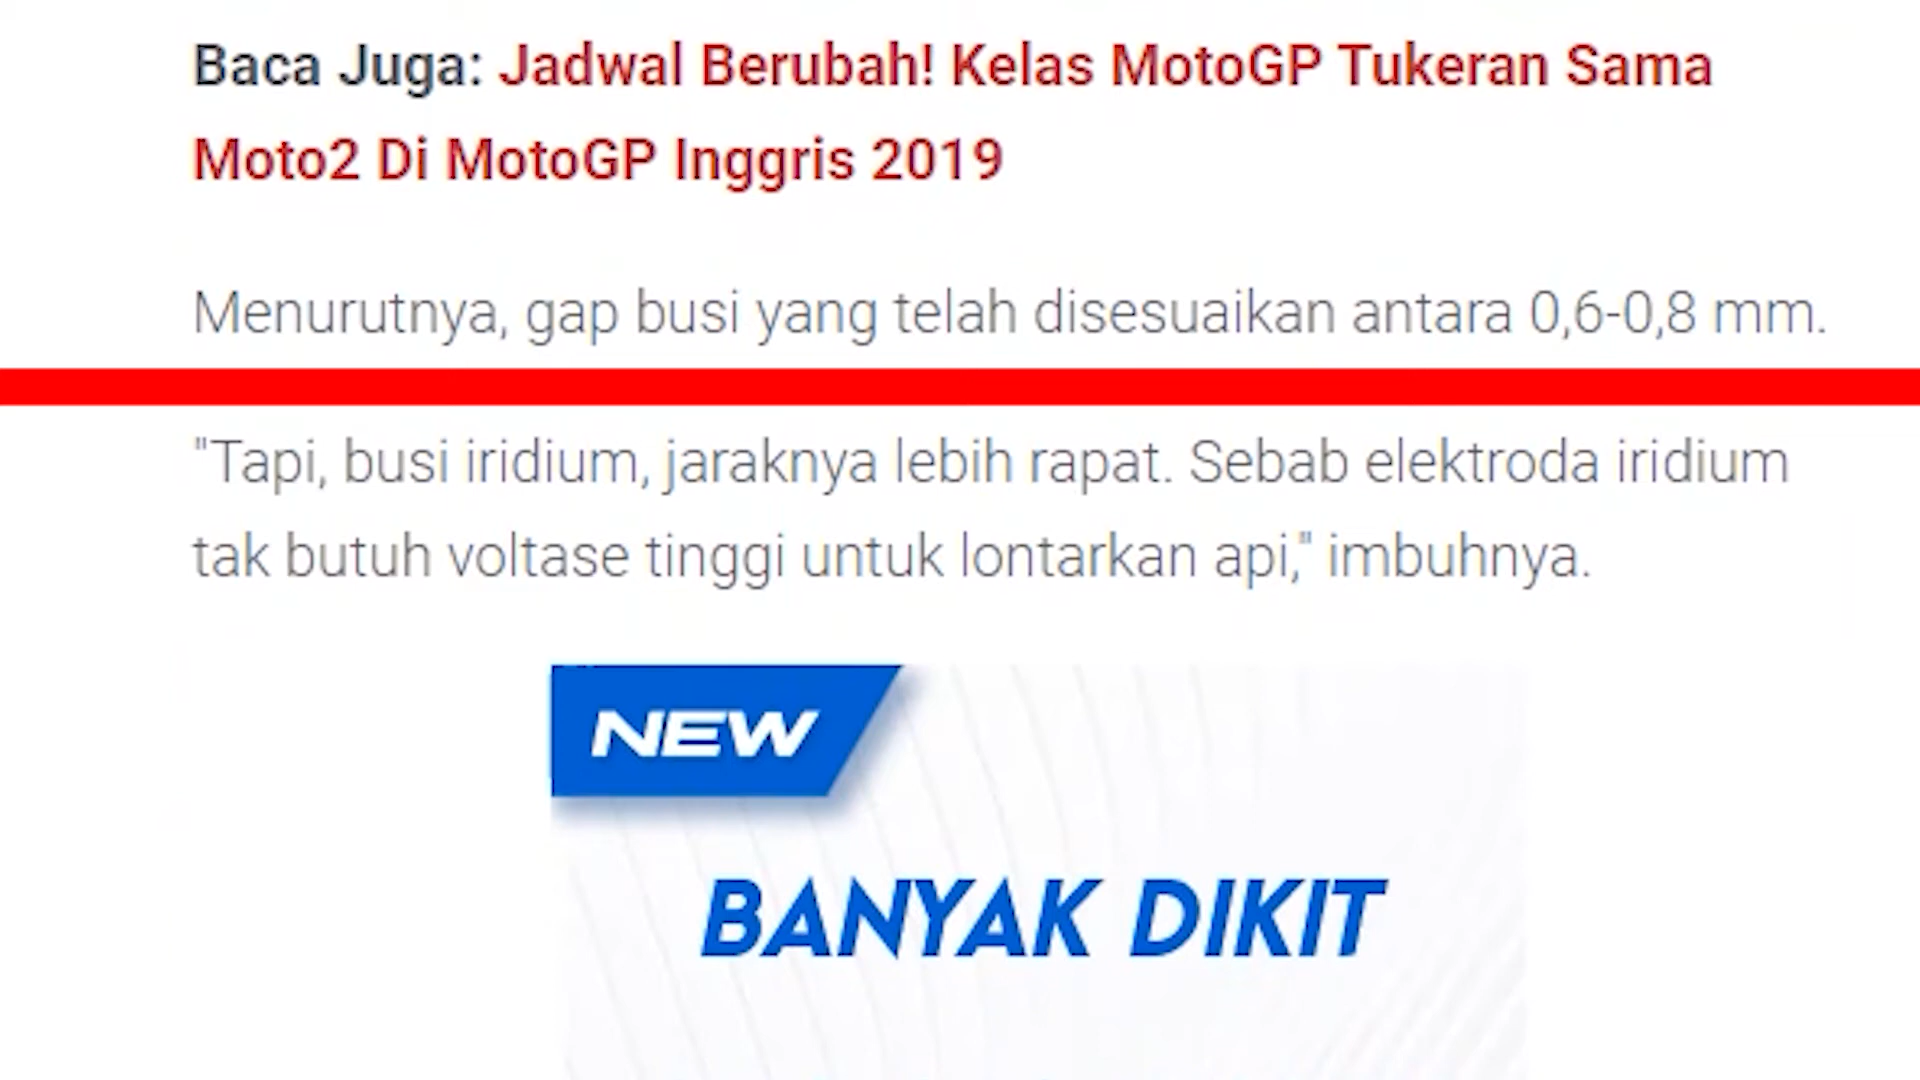 Baca Juga: Jadwal Berubah! Kelas MotoGP Tukeran Sama
Moto2 Di MotoGP Inggris 2019
Menurutnya, gap busi yang telah disesuaikan antara 0,6-0,8 mm.
"Tapi, busi iridium, jaraknya lebih rapat. Sebab elektroda iridium
tak butuh voltase tinggi untuk lontarkan api," imbuhnya.
NEW
BANYAK DIKIT